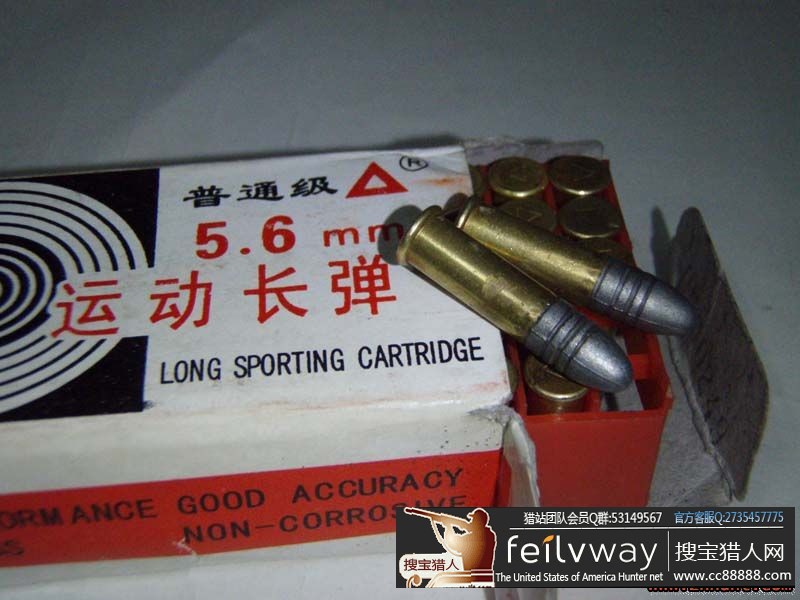 普通级 ®
5.6 mm
运动长弹
LONG SPORTING CARTRIDGE
ORMANCE GOOD ACCURACY
NON-CORROSIVE
猎站团队会员Q群:53149567 官方客服Q:2735457775
feilvway 搜宝猎人网
搜宝猎人
The United States of America Hunter net www.cc88888.com